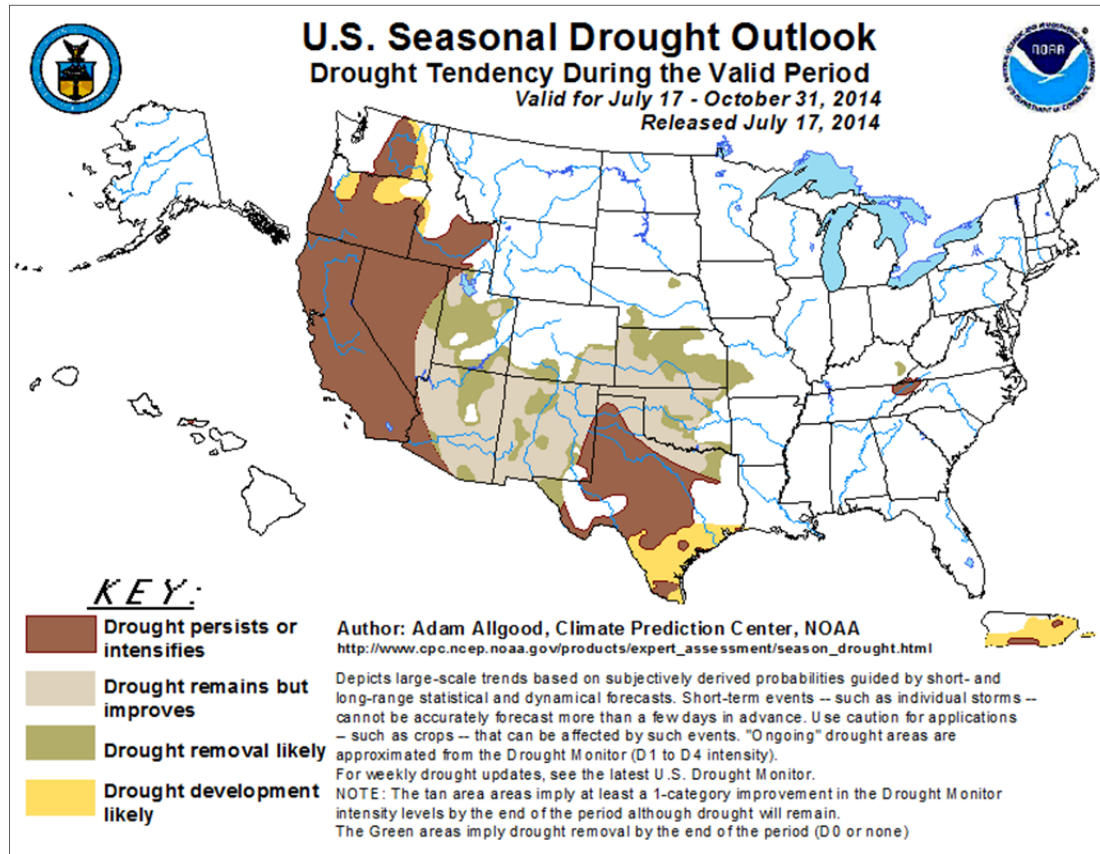 U.S. Seasonal Drought Outlook
Drought Tendency During the Valid Period
Valid for July 17 - October 31, 2014
Released July 17, 2014
NOAA
KEY:
Drought persists or
intensifies
Drought remains but
improves
Drought removal likely
Drought development
likely
Author: Adam Allgood, Climate Prediction Center, NOAA
http://www.cpc.ncep.noaa.gov/products/expert_assessment/season_drought.html
Depicts large-scale trends based on subjectively derived probabilities guided by short- and
long-range statistical and dynamical forecasts. Short-term events -- such as individual storms --
cannot be accurately forecast more than a few days in advance. Use caution for applications
-- such as crops -- that can be affected by such events. "Ongoing" drought areas are
approximated from the Drought Monitor (D1 to D4 intensity).
For weekly drought updates, see the latest U.S. Drought Monitor.
NOTE: The tan area areas imply at least a 1-category improvement in the Drought Monitor
intensity levels by the end of the period although drought will remain.
The Green areas imply drought removal by the end of the period (D0 or none)